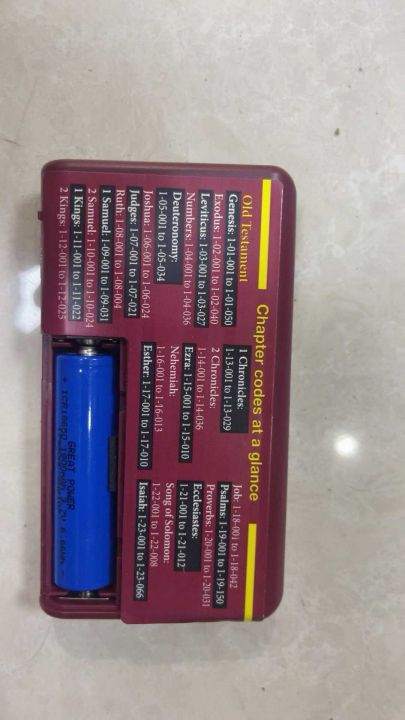 Chapter codes at a glance
Old Testament
Genesis: 1-01-001 to 1-01-050
Exodus: 1-02-001 to 1-02-040
Leviticus: 1-03-001 to 1-03-027
Numbers: 1-04-001 to 1-04-036
Deuteronomy:
1-05-001 to 1-05-034
Joshua: 1-06-001 to 1-06-024
Judges: 1-07-001 to 1-07-021
Ruth: 1-08-001 to 1-08-004
1 Samuel: 1-09-001 to 1-09-031
2 Samuel: 1-10-001 to 1-10-024
1 Kings: 1-11-001 to 1-11-022
2 Kings: 1-12-001 to 1-12-025
1 Chronicles:
1-13-001 to 1-13-029
2 Chronicles:
1-14-001 to 1-14-036
Ezra: 1-15-001 to 1-15-010
Nehemiah:
1-16-001 to 1-16-013
Esther: 1-17-001 to 1-17-010
Job: 1-18-001 to 1-18-042
Psalms: 1-19-001 to 1-19-150
Proverbs: 1-20-001 to 1-20-031
Ecclesiastes:
1-21-001 to 1-21-012
Song of Solomon:
1-22-001 to 1-22-008
Isaiah: 1-23-001 to 1-23-066
GREAT POWER
ICR18650